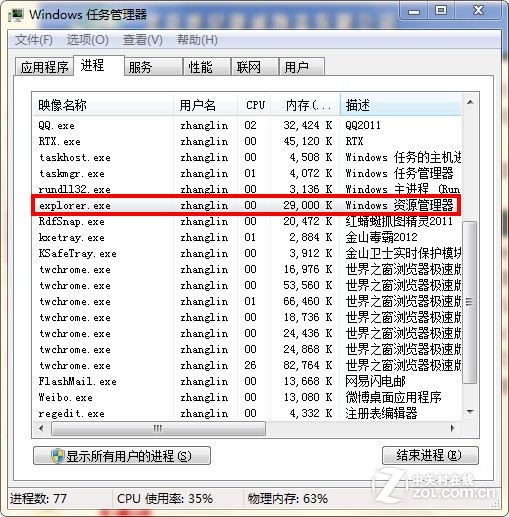 Windows 任务管理器
文件(F) 选项(O) 查看(V) 帮助(H)
应用程序 进程 服务 性能 联网 用户
映像名称 用户名 CPU 内存(... 描述
QQ.exe zhanglin 02 32,424 K QQ2011
RTX.exe zhanglin 00 45,120 K RTX
taskhost.exe zhanglin 00 4,508 K Windows 任务的主机进
taskmgr.exe zhanglin 01 4,072 K Windows 任务管理器
rundll32.exe zhanglin 00 3,136 K Windows 主进程 (Run
explorer.exe zhanglin 00 29,000 K Windows 资源管理器
RdfSnap.exe zhanglin 00 20,472 K 红蜻蜓抓图精灵2011
kxetray.exe zhanglin 01 2,884 K 金山毒霸2012
KSafeTray.exe zhanglin 00 3,912 K 金山卫士实时保护模块
twchrome.exe zhanglin 00 16,976 K 世界之窗浏览器极速版
twchrome.exe zhanglin 00 53,560 K 世界之窗浏览器极速版
twchrome.exe zhanglin 01 66,460 K 世界之窗浏览器极速版
twchrome.exe zhanglin 00 18,736 K 世界之窗浏览器极速版
twchrome.exe zhanglin 00 24,436 K 世界之窗浏览器极速版
twchrome.exe zhanglin 00 24,868 K 世界之窗浏览器极速版
twchrome.exe zhanglin 26 82,764 K 世界之窗浏览器极速版
FlashMail.exe zhanglin 00 13,668 K 网易闪电邮
Weibo.exe zhanglin 00 14,004 K 微博桌面应用程序
regedit.exe zhanglin 00 4,332 K 注册表编辑器
显示所有用户的进程(S) 结束进程(E)
进程数: 77 CPU 使用率: 35% 物理内存: 63%
中关村在线
zol.com.cn